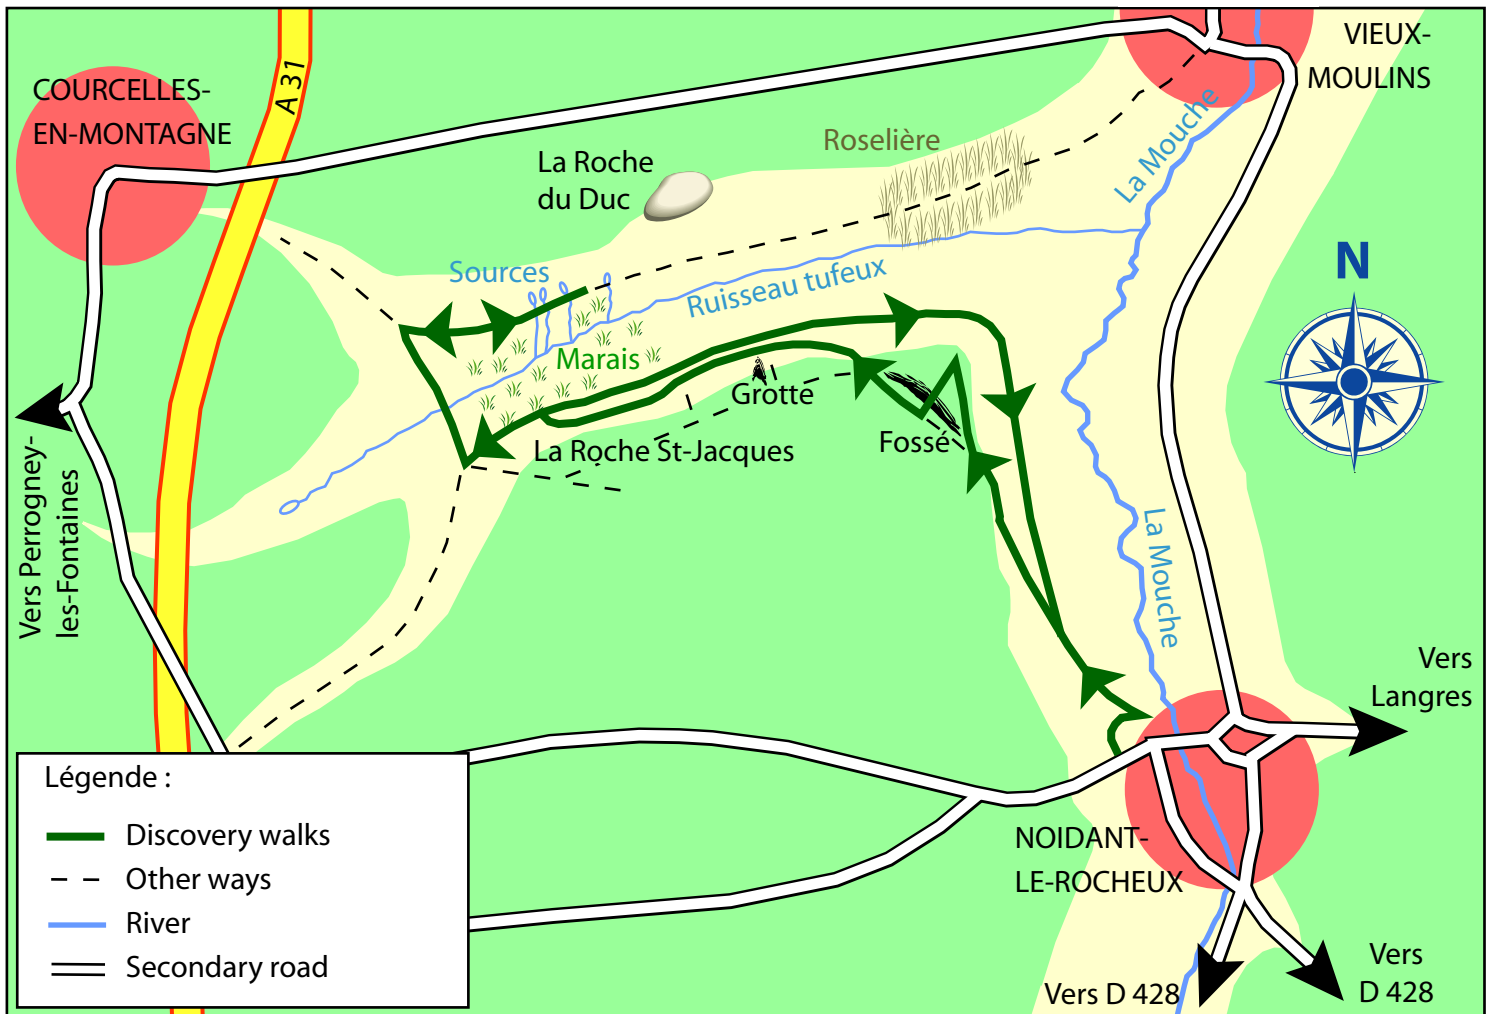 VIEUX-
MOULINS
A 31
COURCELLES-
EN-MONTAGNE
La Mouche
Roselière
La Roche
du Duc
N
Sources
Ruisseau tufeux
Marais
Grotte
Fossé
La Roche St-Jacques
Vers Perrogney-
les-Fontaines
La Mouche
Vers
Langres
Légende :
Discovery walks
Other ways
River
Secondary road
NOIDANT-
LE-ROCHEUX
Vers D 428
Vers
D 428